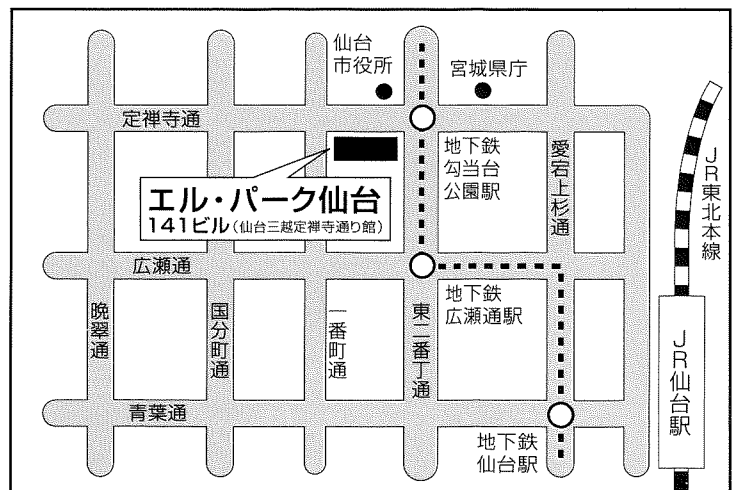 仙台
市役所
宮城県庁
定禅寺通
地下鉄
勾当台
公園駅
愛宕上杉通
JR東北本線
エル・パーク仙台
141ビル(仙台三越定禅寺通り館)
広瀬通
地下鉄
広瀬通駅
晩翠通
国分町通
一番町通
東二番丁通
JR仙台駅
青葉通
地下鉄
仙台駅